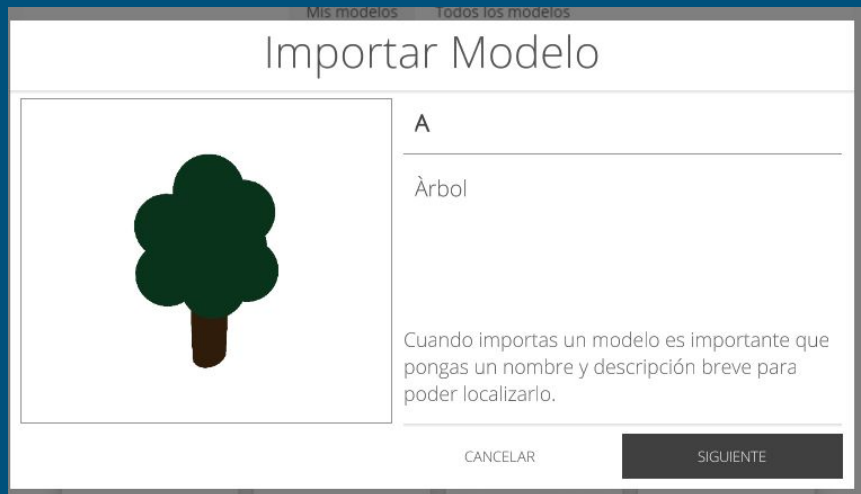 Mis modelos Todos los modelos
Importar Modelo
A
Àrbol
Cuando importas un modelo es importante que
pongas un nombre y descripción breve para
poder localizarlo.
CANCELAR SIGUIENTE